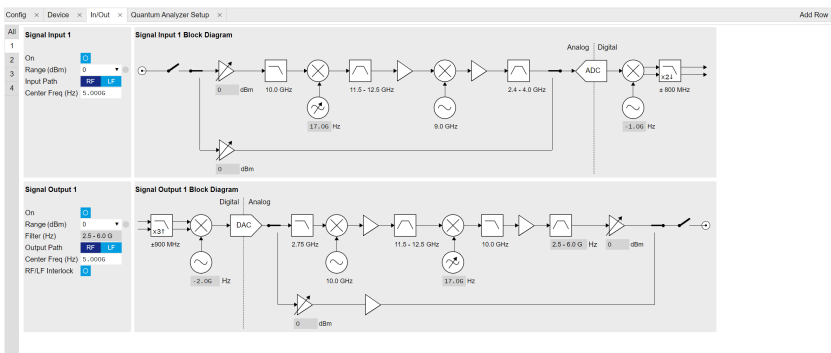 Config × Device × In/Out × Quantum Analyzer Setup × Add Row
All
1
2
3
4
Signal Input 1
On
Range (dBm) 0
Input Path RF LF
Center Freq (Hz) 5.000G
Signal Input 1 Block Diagram
Analog Digital
ADC
x2↓
0 dBm 10.0 GHz 11.5 - 12.5 GHz 2.4 - 4.0 GHz ± 800 MHz
17.0G Hz 9.0 GHz -1.0G Hz
0 dBm
Signal Output 1
On
Range (dBm) 0
Filter (Hz) 2.5 - 6.0 G
Output Path RF LF
Center Freq (Hz) 5.000G
RF/LF Interlock
Signal Output 1 Block Diagram
Digital Analog
x3↑
DAC
±900 MHz 2.75 GHz 11.5 - 12.5 GHz 10.0 GHz 2.5 - 6.0 G Hz 0 dBm
-2.0G Hz 10.0 GHz 17.0G Hz
0 dBm